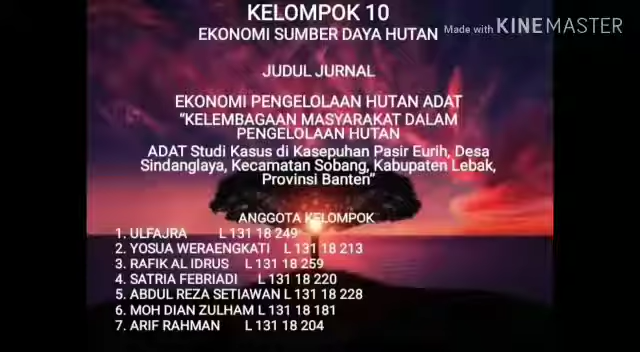 KELOMPOK 10
EKONOMI SUMBER DAYA HUTAN
Made with KINEMASTER
JUDUL JURNAL
EKONOMI PENGELOLAAN HUTAN ADAT
"KELEMBAGAAN MASYARAKAT DALAM
PENGELOLAAN HUTAN
ADAT Studi Kasus di Kasepuhan Pasir Eurih, Desa
Sindanglaya, Kecamatan Sobang, Kabupaten Lebak,
Provinsi Banten"
ANGGOTA KELOMPOK
1. ULFAJRA L 131 18 249
2. YOSUA WERAENGKATI L 131 18 213
3. RAFIK AL IDRUS L 131 18 259
4. SATRIA FEBRIADI L 131 18 220
5. ABDUL REZA SETIAWAN L 131 18 228
6. MOH DIAN ZULHAM L 131 18 181
7. ARIF RAHMAN L 131 18 204